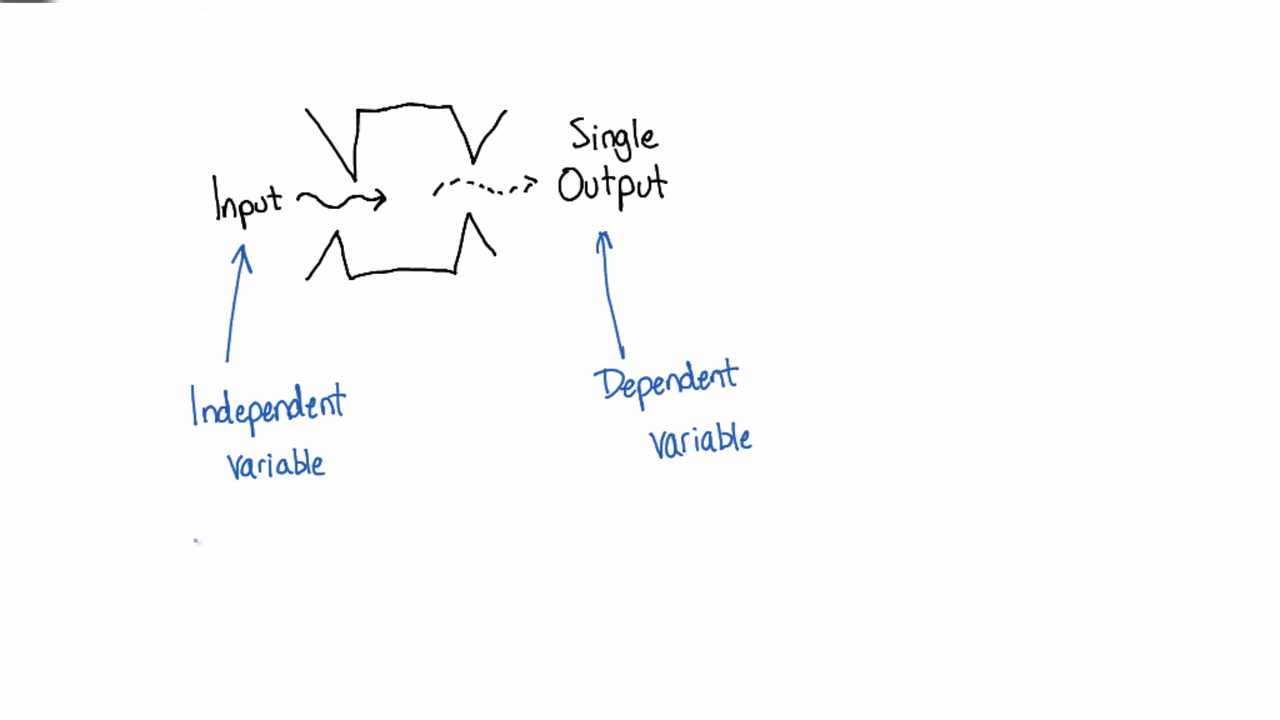 Single
Output
Input
Independent
variable
Dependent
variable